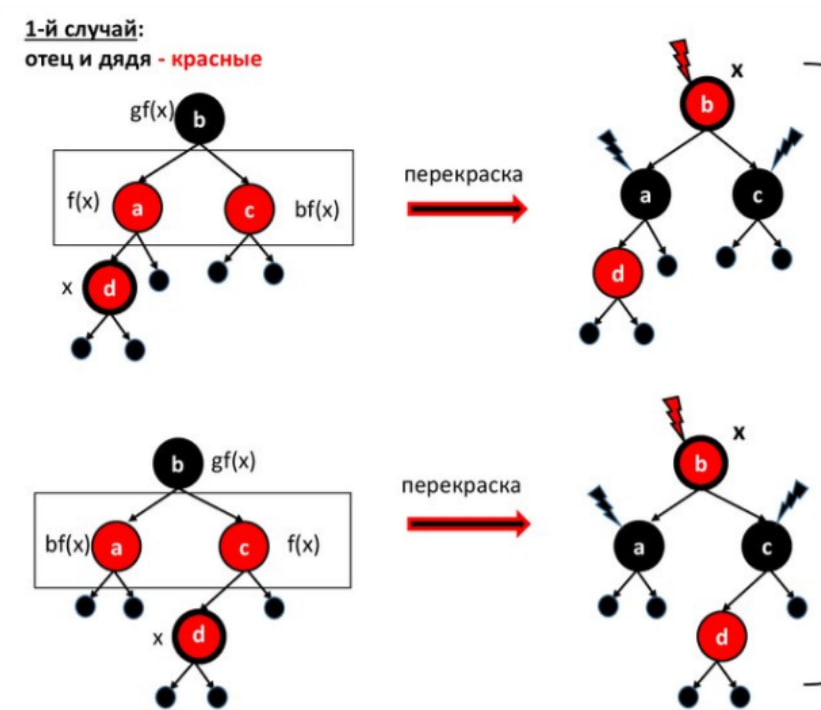 1-й случай:
отец и дядя - красные
x
b
gf(x) b
перекраска
f(x) a c bf(x)
a c
x d
d
x
b gf(x)
b
перекраска
bf(x) a c f(x)
a c
x d
d